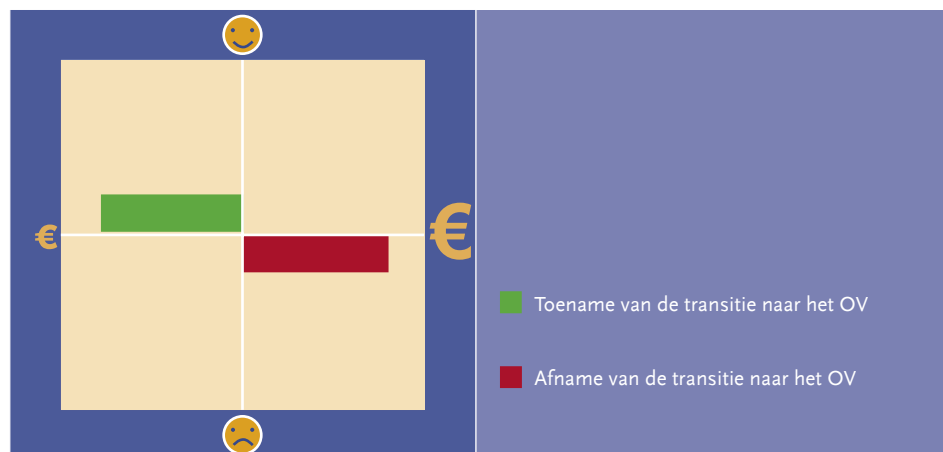 € €
Toename van de transitie naar het OV
Afname van de transitie naar het OV